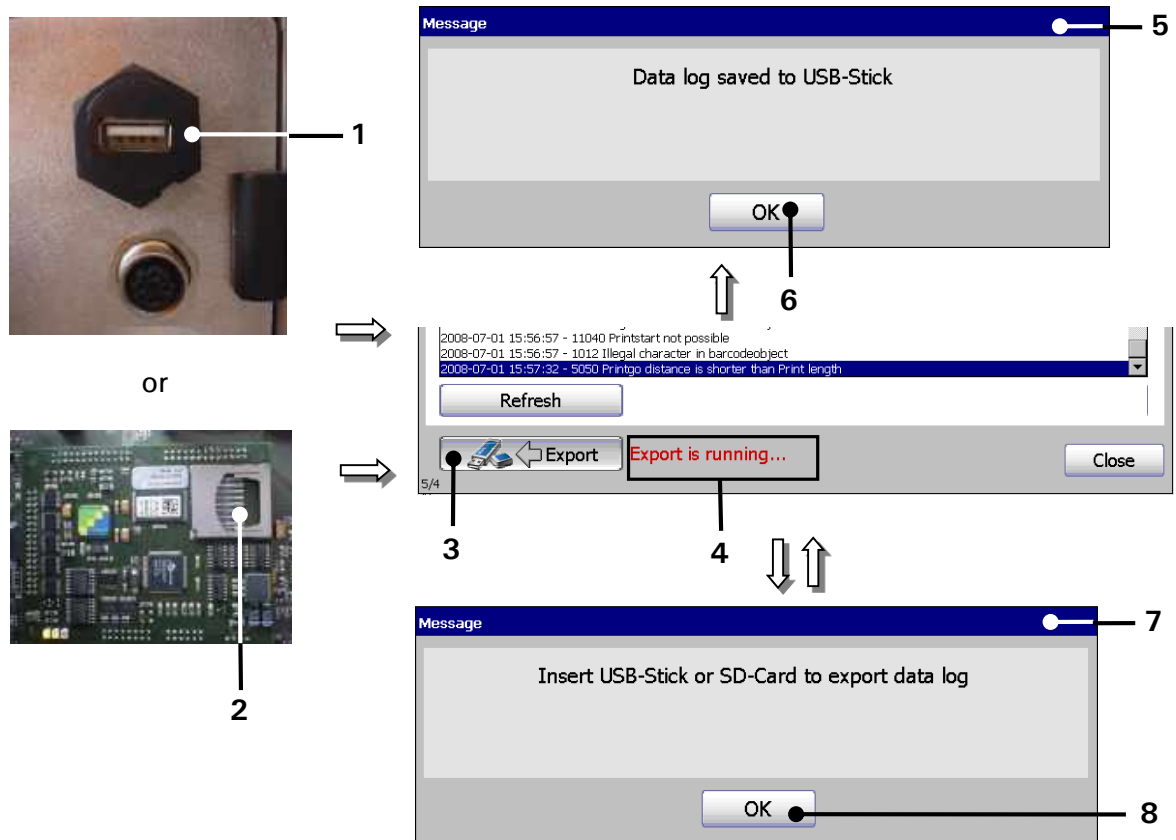 Message
5
Data log saved to USB-Stick
1
OK
6
2008-07-01 15:56:57 - 11040 Printstart not possible
2008-07-01 15:56:57 - 1012 Illegal character in barcodeobject
2008-07-01 15:57:32 - 5050 Printgo distance is shorter than Print length
or
Refresh
Export
Export is running...
Close
5/4
3
4
Message
7
Insert USB-Stick or SD-Card to export data log
2
OK
8